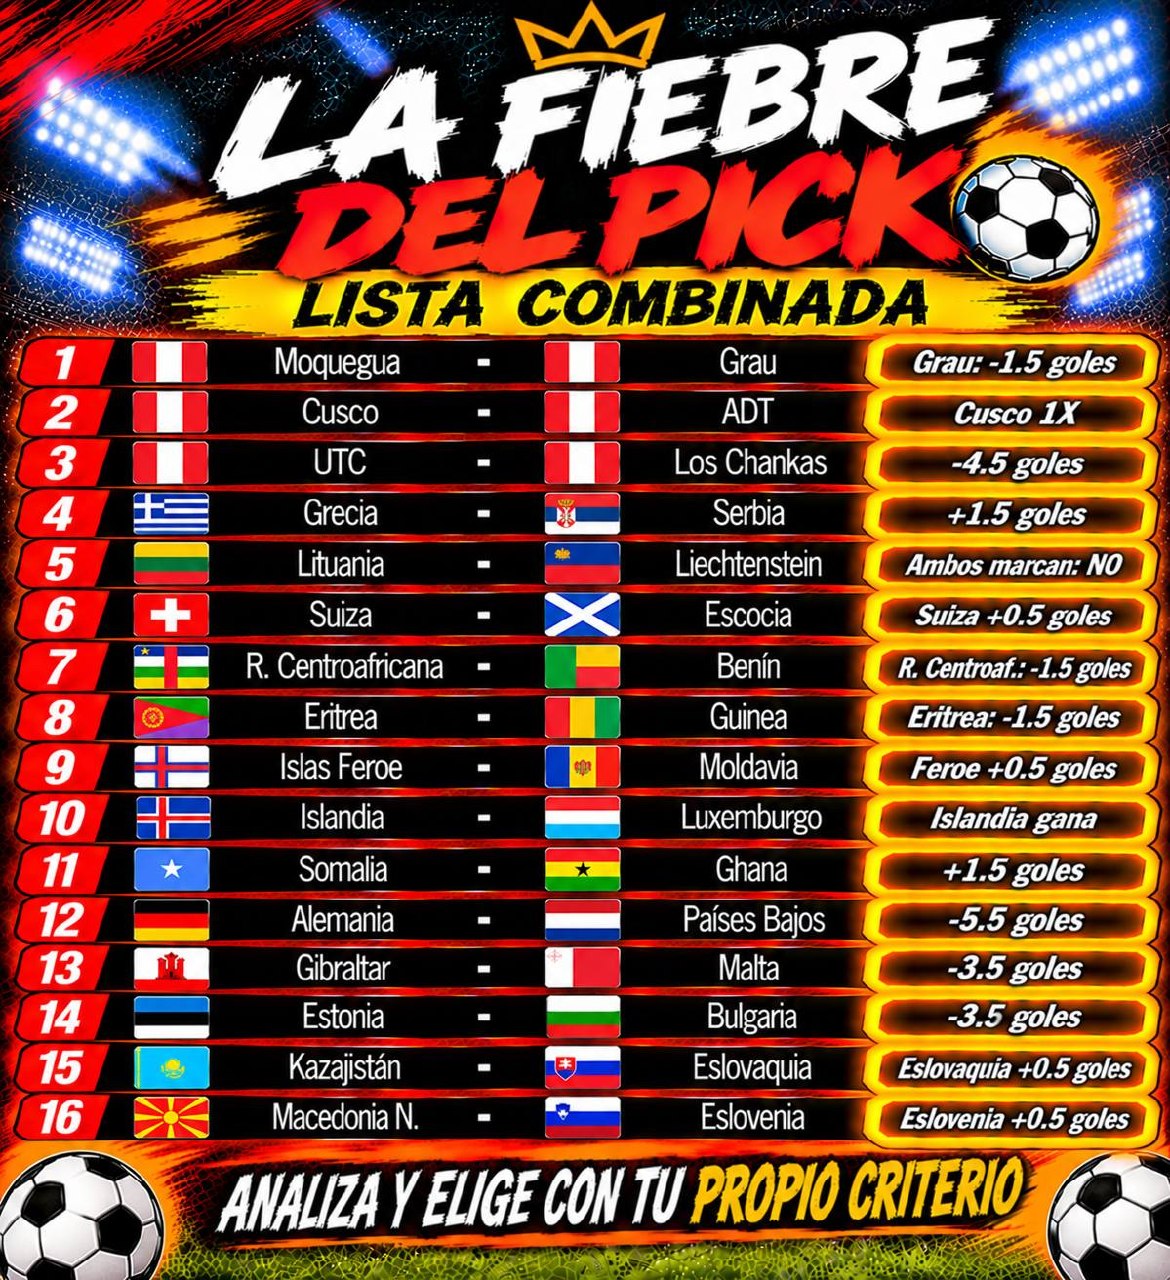 LA FIEBRE
DEL PICK
LISTA COMBINADA
1 Moquegua - Grau Grau: -1.5 goles
2 Cusco - ADT Cusco 1X
3 UTC - Los Chankas -4.5 goles
4 Grecia - Serbia +1.5 goles
5 Lituania - Liechtenstein Ambos marcan: NO
6 Suiza - Escocia Suiza +0.5 goles
7 R. Centroafricana - Benín R. Centroaf.: -1.5 goles
8 Eritrea - Guinea Eritrea: -1.5 goles
9 Islas Feroe - Moldavia Feroe +0.5 goles
10 Islandia - Luxemburgo Islandia gana
11 Somalia - Ghana +1.5 goles
12 Alemania - Países Bajos -5.5 goles
13 Gibraltar - Malta -3.5 goles
14 Estonia - Bulgaria -3.5 goles
15 Kazajistán - Eslovaquia Eslovaquia +0.5 goles
16 Macedonia N. - Eslovenia Eslovenia +0.5 goles
ANALIZA Y ELIGE CON TU PROPIO CRITERIO